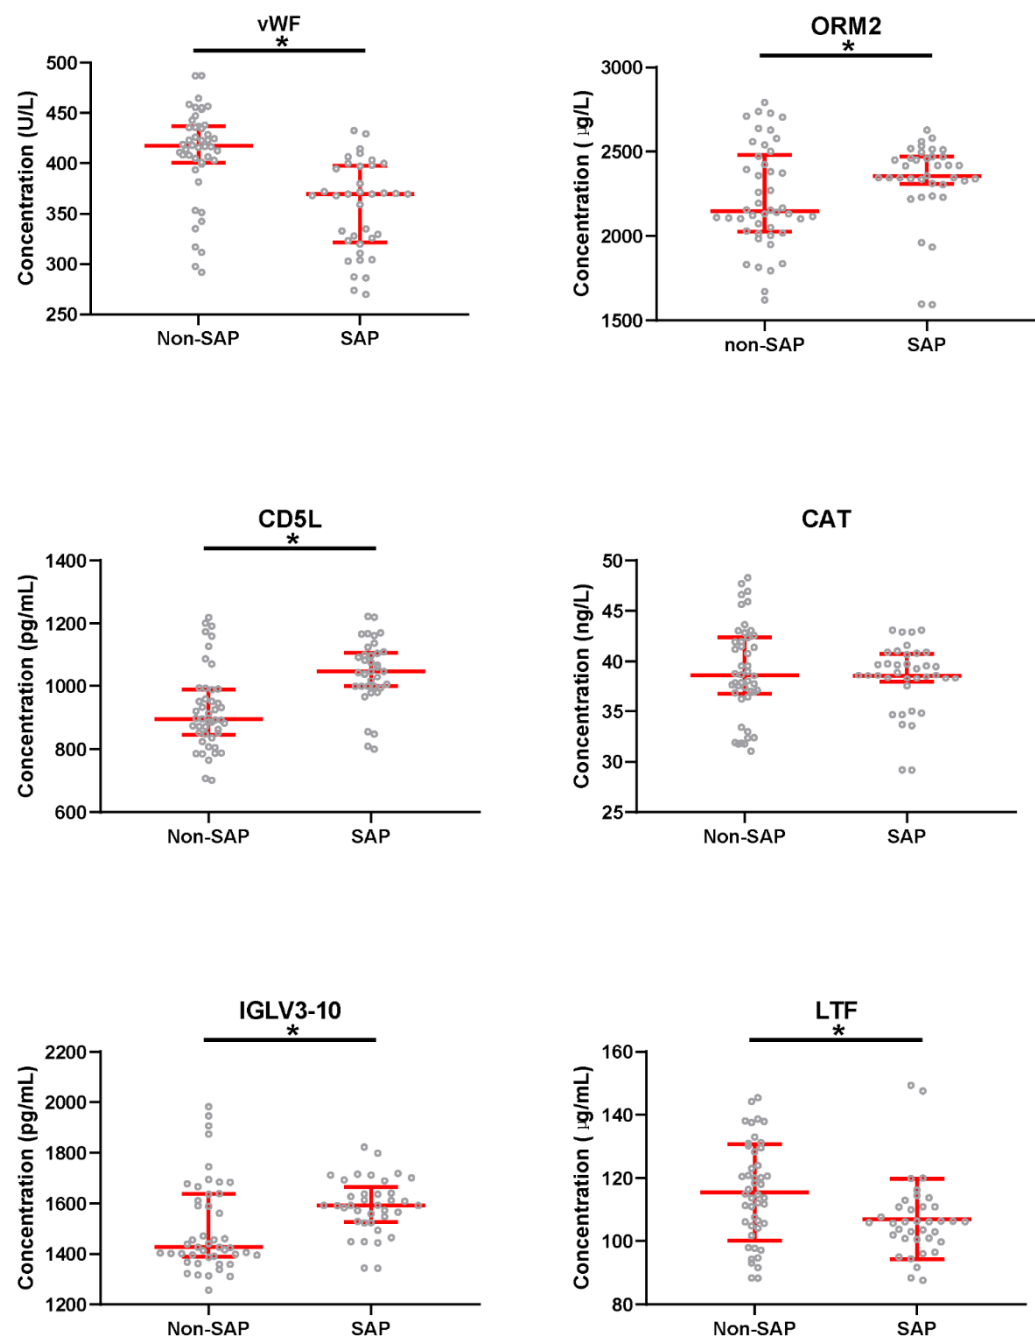 vWF
*
Concentration (U/L)
500
450
400
350
300
250
Non-SAP
SAP
ORM2
*
Concentration (μg/L)
3000
2500
2000
1500
non-SAP
SAP
CD5L
*
Concentration (pg/mL)
1400
1200
1000
800
600
Non-SAP
SAP
CAT
Concentration (ng/L)
50
45
40
35
30
25
Non-SAP
SAP
IGLV3-10
*
Concentration (pg/mL)
2200
2000
1800
1600
1400
1200
Non-SAP
SAP
LTF
*
Concentration (μg/mL)
160
140
120
100
80
Non-SAP
SAP